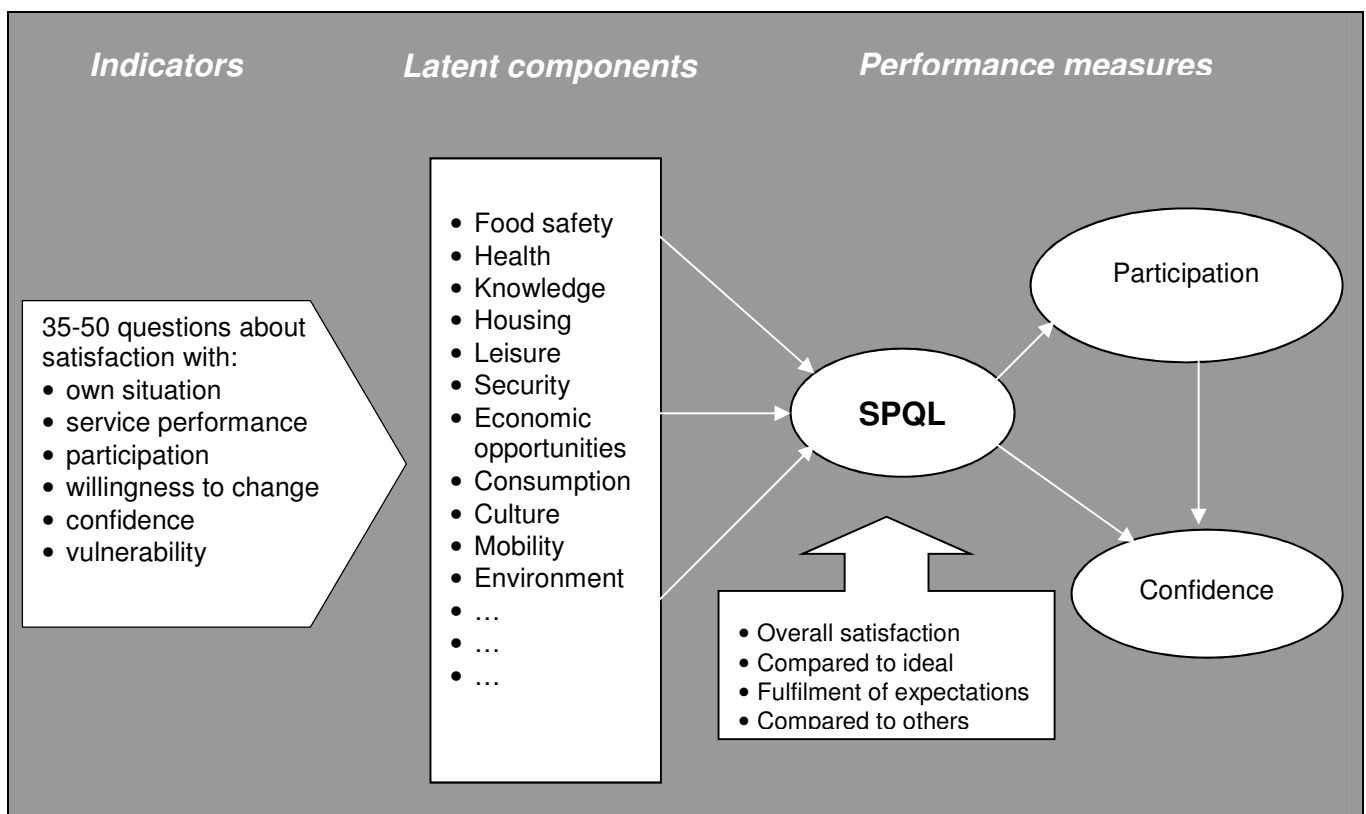 Indicators
Latent components
Performance measures
35-50 questions about
satisfaction with:
• own situation
• service performance
• participation
• willingness to change
• confidence
• vulnerability
• Food safety
• Health
• Knowledge
• Housing
• Leisure
• Security
• Economic
opportunities
• Consumption
• Culture
• Mobility
• Environment
• …
• …
• …
SPQL
• Overall satisfaction
• Compared to ideal
• Fulfilment of expectations
• Compared to others
Participation
Confidence